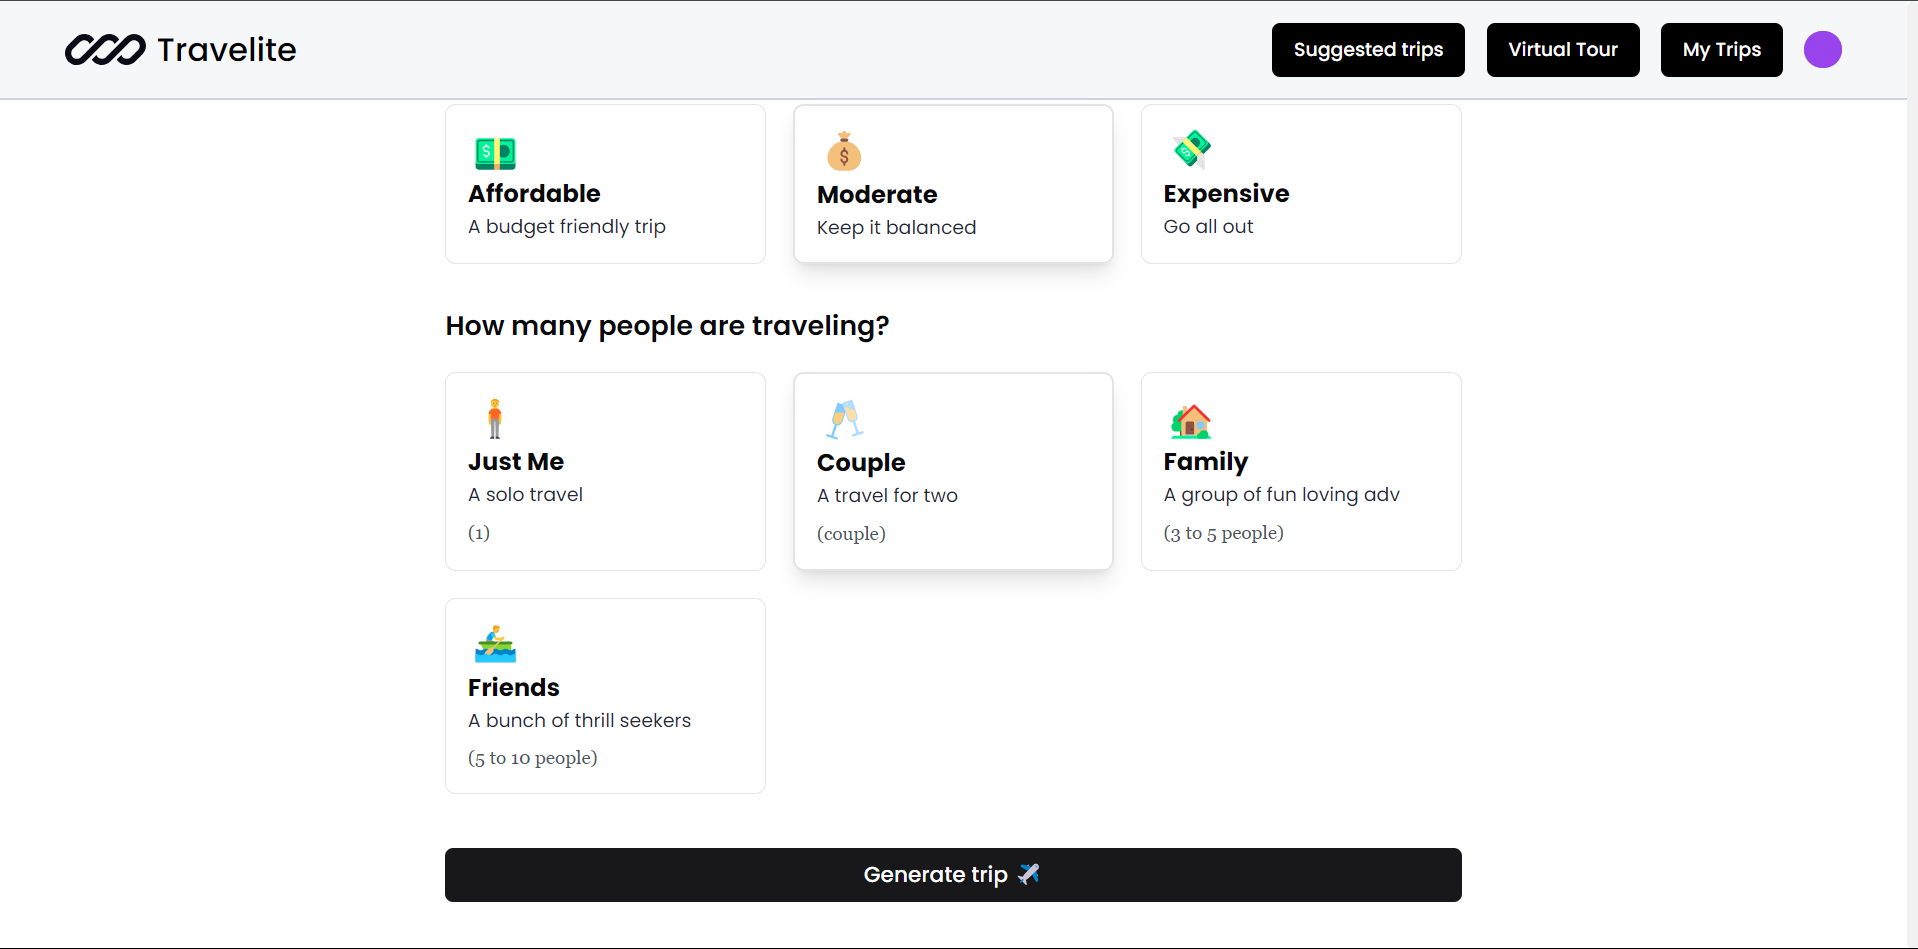 Travelite
Suggested trips
Virtual Tour
My Trips
Affordable
A budget friendly trip
Moderate
Keep it balanced
Expensive
Go all out
How many people are traveling?
Just Me
A solo travel
(1)
Couple
A travel for two
(couple)
Family
A group of fun loving adv
(3 to 5 people)
Friends
A bunch of thrill seekers
(5 to 10 people)
Generate trip ✈️